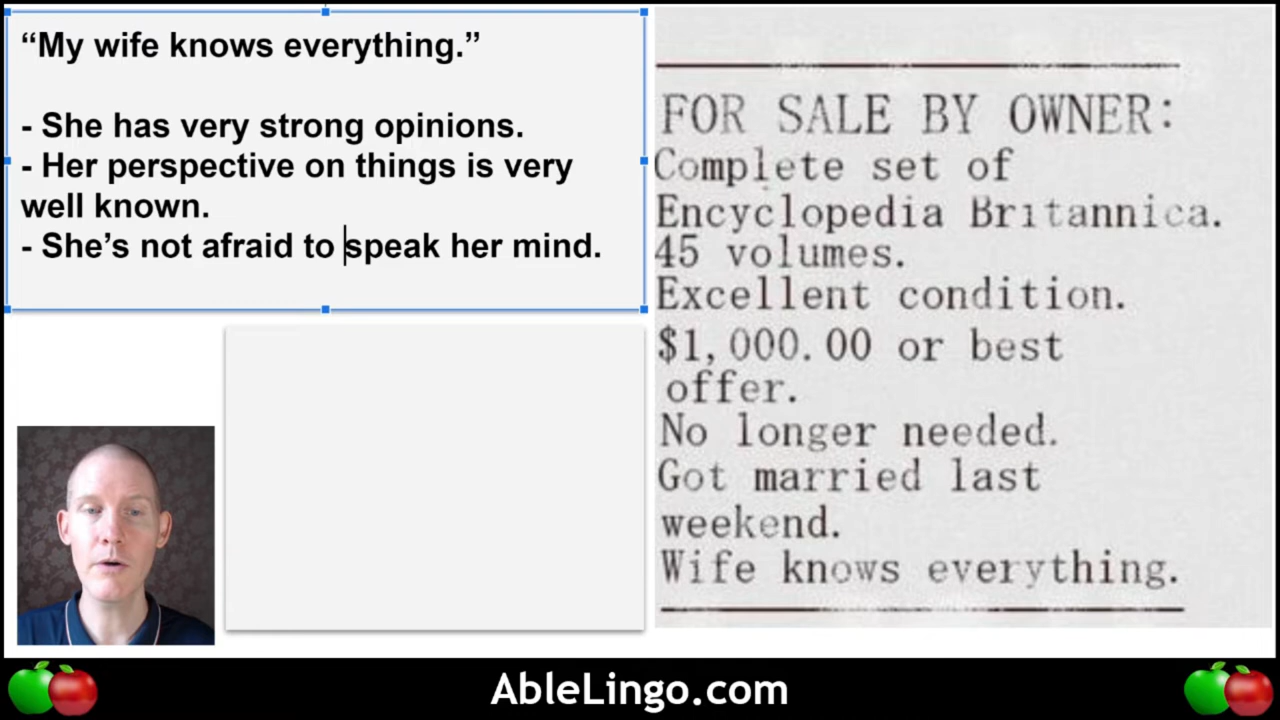 “My wife knows everything.”
- She has very strong opinions.
- Her perspective on things is very
well known.
- She’s not afraid to speak her mind.
FOR SALE BY OWNER:
Complete set of
Encyclopedia Britannica.
45 volumes.
Excellent condition.
$1,000.00 or best
offer.
No longer needed.
Got married last
weekend.
Wife knows everything.
AbleLingo.com